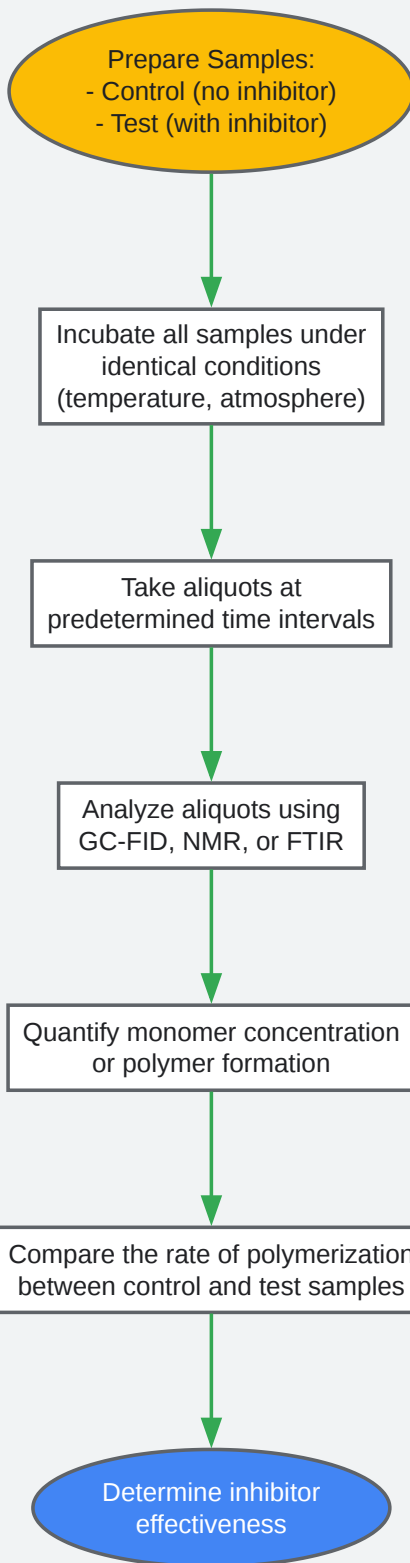 Prepare Samples:
- Control (no inhibitor)
- Test (with inhibitor)
Incubate all samples under
identical conditions
(temperature, atmosphere)
Take aliquots at
predetermined time intervals
Analyze aliquots using
GC-FID, NMR, or FTIR
Quantify monomer concentration
or polymer formation
Compare the rate of polymerization
between control and test samples
Determine inhibitor
effectiveness